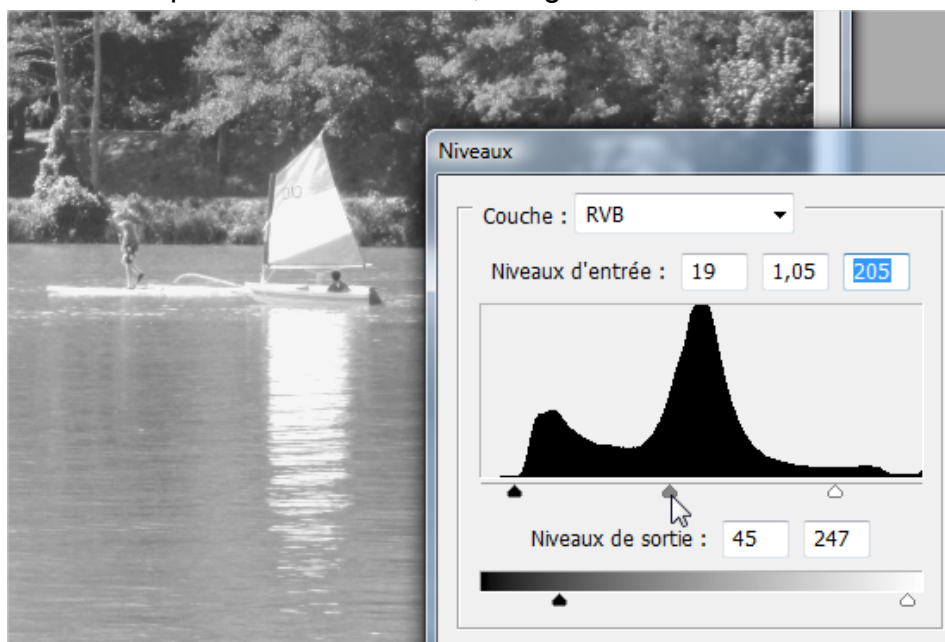 Niveaux
Couche : RVB
Niveaux d'entrée : 19 1,05 205
Niveaux de sortie : 45 247